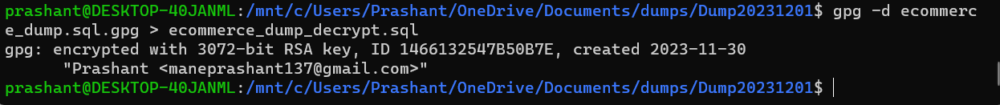 prashant@DESKTOP-40JANML:/mnt/c/Users/Prashant/OneDrive/Documents/dumps/Dump20231201$ gpg -d ecommerc
e_dump.sql.gpg > ecommerce_dump_decrypt.sql
gpg: encrypted with 3072-bit RSA key, ID 1466132547B50B7E, created 2023-11-30
      "Prashant <maneprashant137@gmail.com>"
prashant@DESKTOP-40JANML:/mnt/c/Users/Prashant/OneDrive/Documents/dumps/Dump20231201$